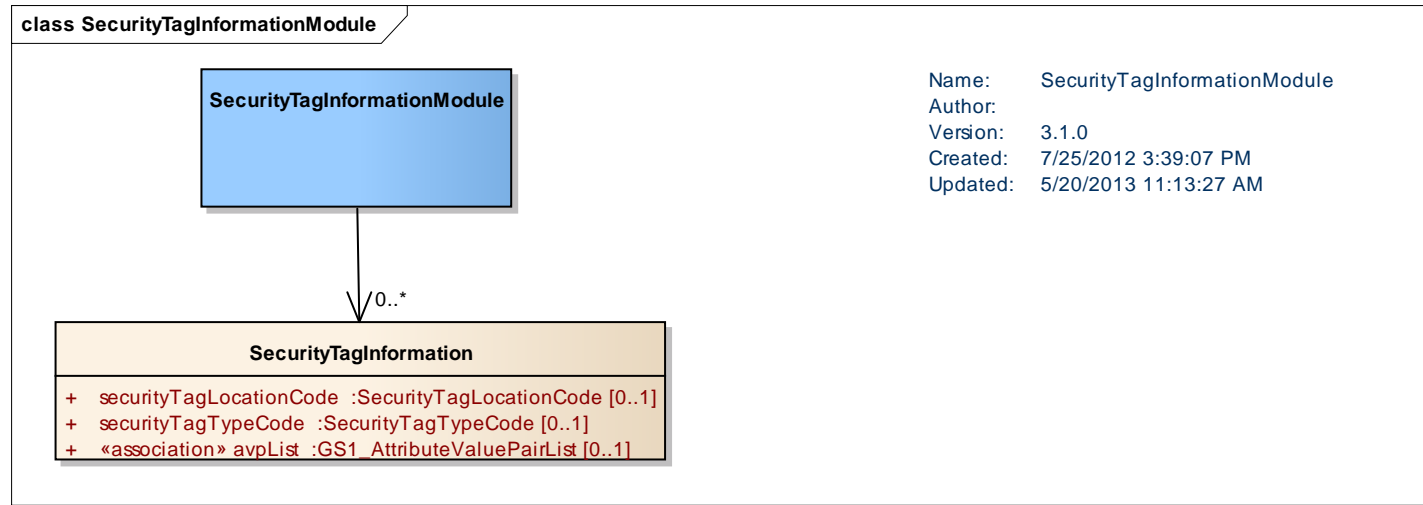 class SecurityTagInformationModule
SecurityTagInformationModule
Name: SecurityTagInformationModule
Author:
Version: 3.1.0
Created: 7/25/2012 3:39:07 PM
Updated: 5/20/2013 11:13:27 AM
0..*
SecurityTagInformation
+ securityTagLocationCode :SecurityTagLocationCode [0..1]
+ securityTagTypeCode :SecurityTagTypeCode [0..1]
+ «association» avpList :GS1_AttributeValuePairList [0..1]